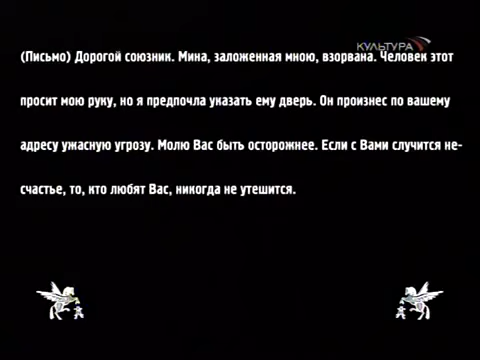 КУЛЬТУРА
(Письмо) Дорогой союзник. Мина, заложенная мною, взорвана. Человек этот
просит мою руку, но я предпочла указать ему дверь. Он произнес по вашему
адресу ужасную угрозу. Молю Вас быть осторожнее. Если с Вами случится не-
счастье, то, кто любят Вас, никогда не утешится.